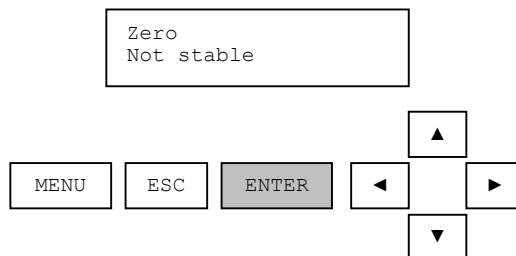 Zero
Not stable
▲
MENU ESC ENTER ◄ ►
▼